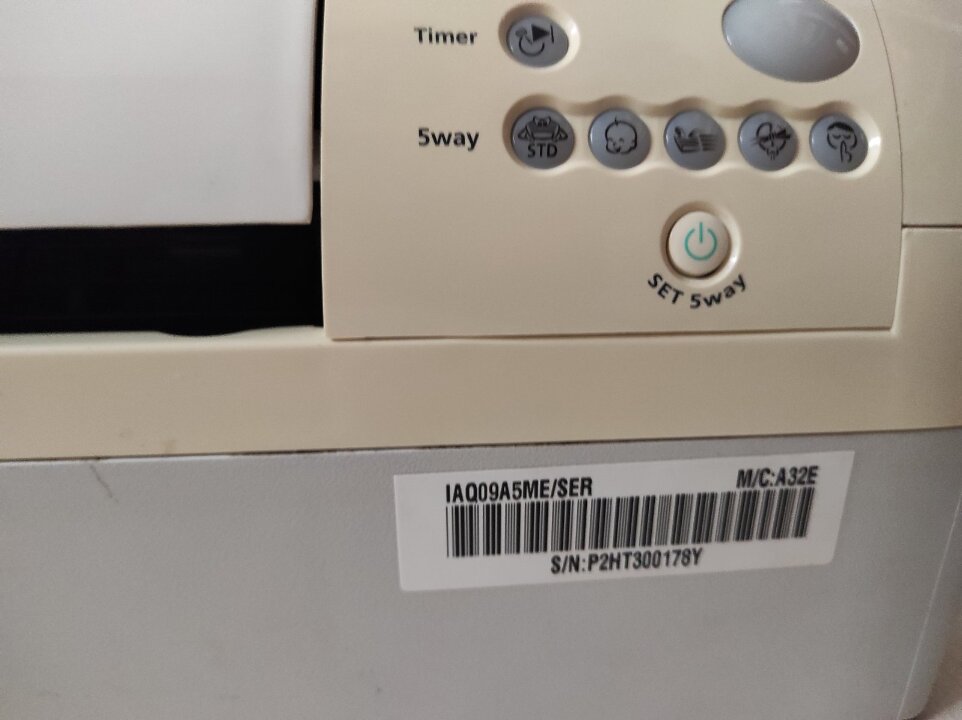 Timer
5way
STD
SET 5way
IAQ09A5ME/SER
M/C:A32E
S/N:P2HT300178Y